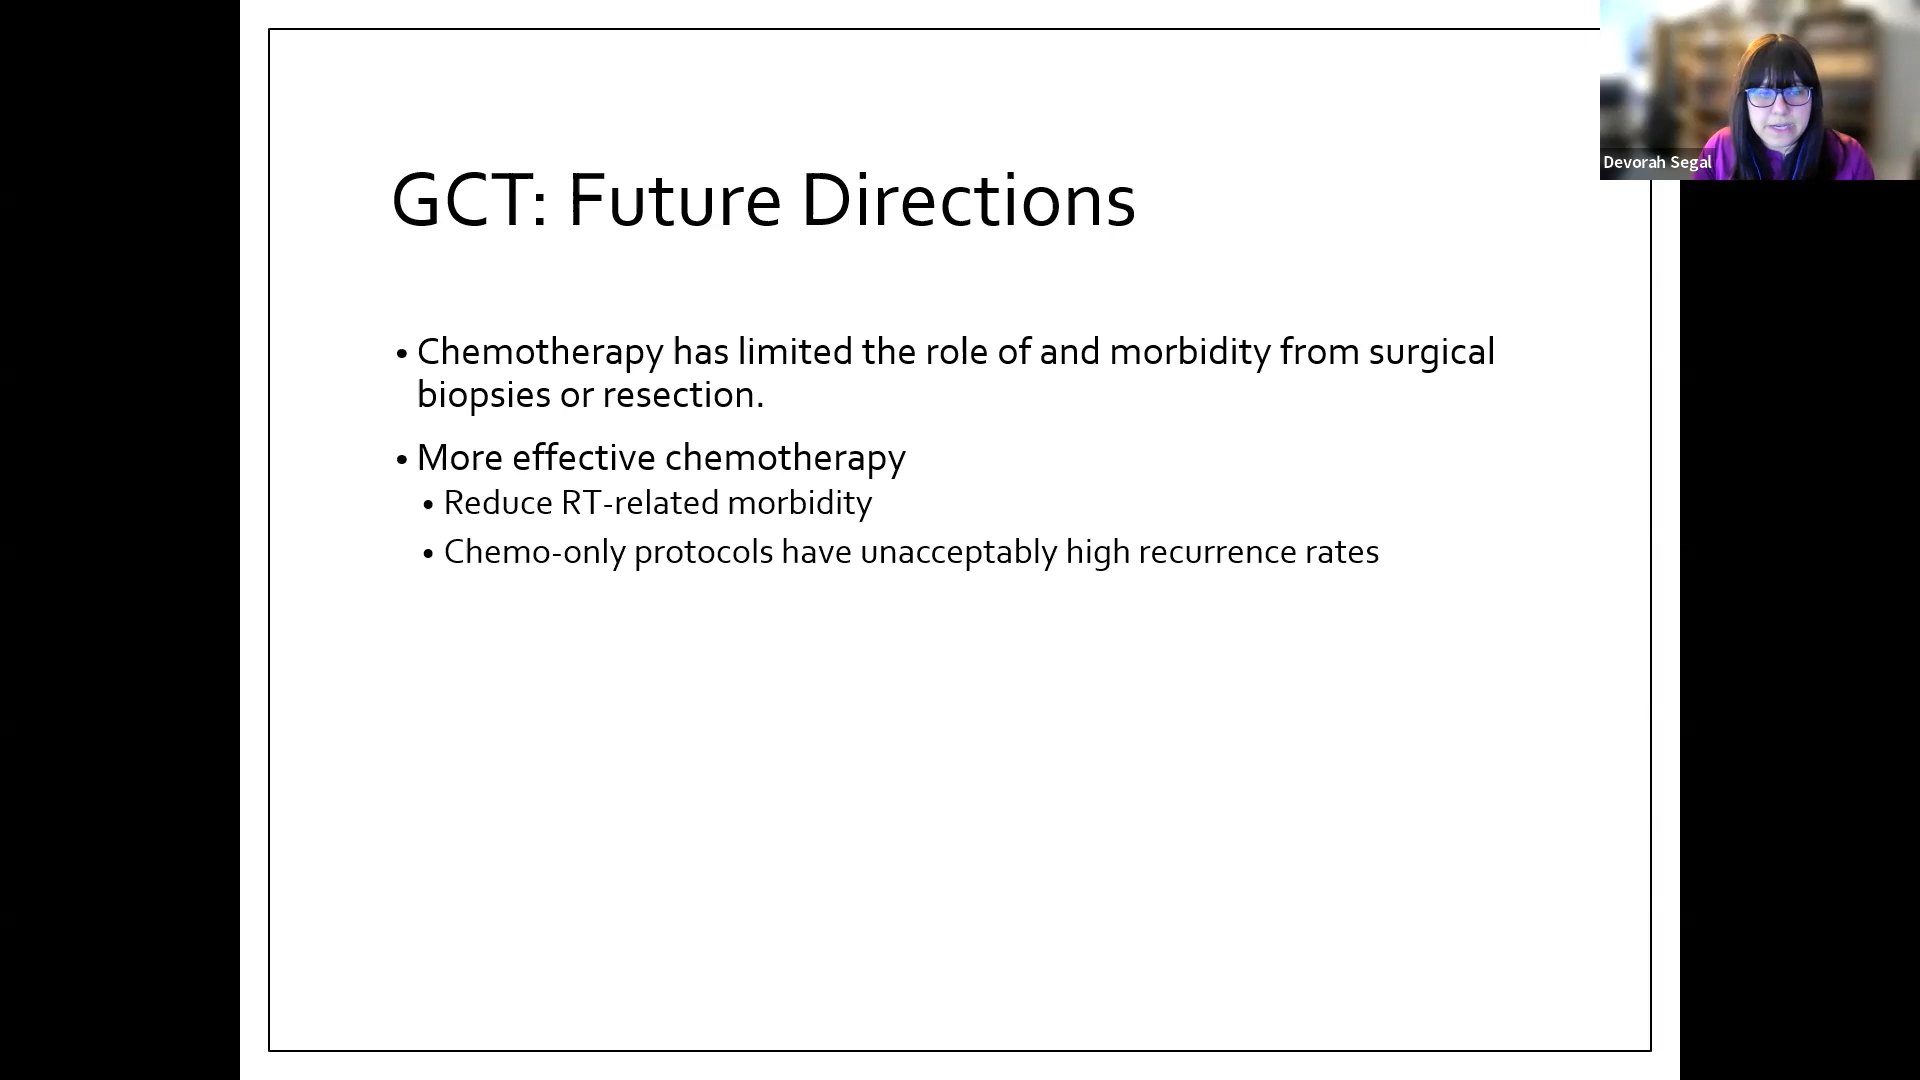 Devorah Segal
GCT: Future Directions
• Chemotherapy has limited the role of and morbidity from surgical
biopsies or resection.
• More effective chemotherapy
• Reduce RT-related morbidity
• Chemo-only protocols have unacceptably high recurrence rates